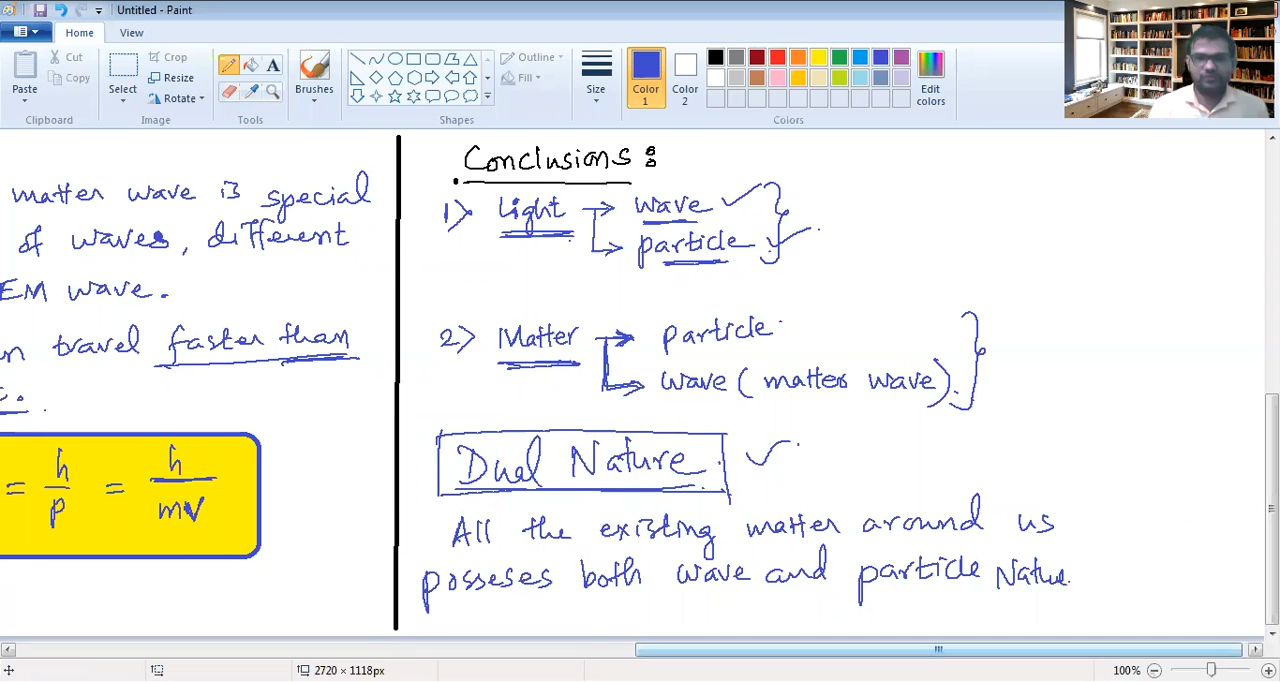 Untitled - Paint
Home View
Paste
Cut
Copy
Clipboard
Select
Crop
Resize
Rotate
Image
Tools
Brushes
Shapes
Outline
Fill
Size
Color 1
Color 2
Edit colors
Colors
matter wave is special
of waves, different
EM wave.
travel faster than
c.
= h/p = h/mv
Conclusions :
1) Light → wave ✓
→ particle ✓
2) Matter → particle
→ wave (matter wave).
Dual Nature ✓
All the existing matter around us
posseses both wave and particle Nature.
2720 × 1118px
100%